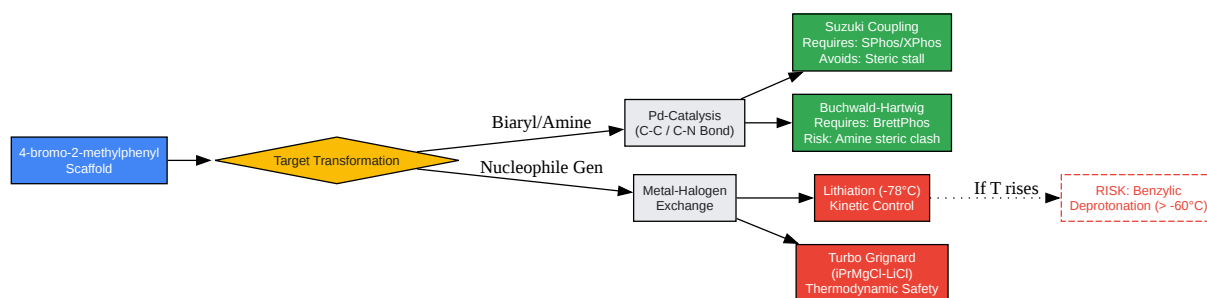 4-bromo-2-methylphenyl
Scaffold
Target Transformation
Biaryl/Amine
Nucleophile Gen
Pd-Catalysis
(C-C / C-N Bond)
Metal-Halogen
Exchange
Suzuki Coupling
Requires: SPhos/XPhos
Avoids: Steric stall
Buchwald-Hartwig
Requires: BrettPhos
Risk: Amine steric clash
Lithiation (-78°C)
Kinetic Control
If T rises
RISK: Benzylic
Deprotonation (> -60°C)
Turbo Grignard
(iPrMgCl-LiCl)
Thermodynamic Safety